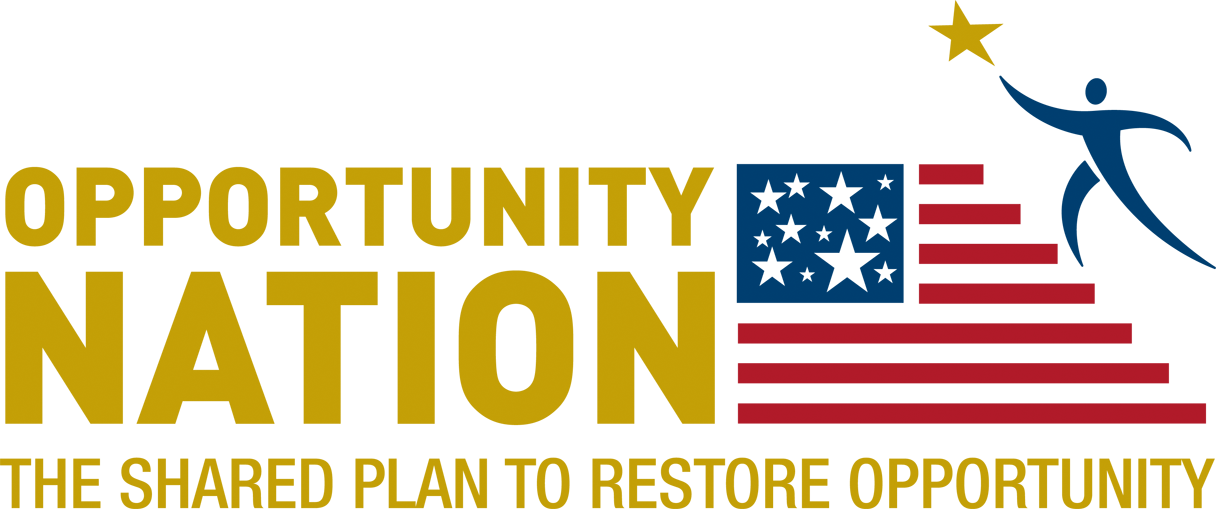 OPPORTUNITY
NATION
THE SHARED PLAN TO RESTORE OPPORTUNITY